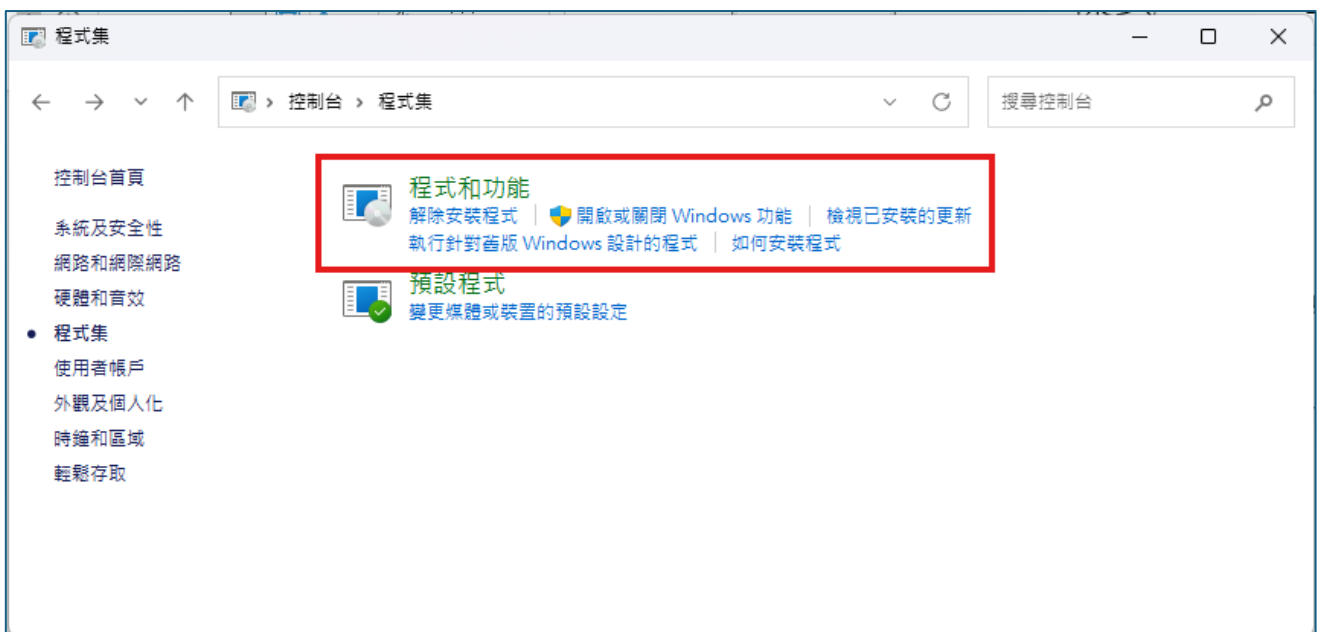 程式集
控制台 › 程式集
搜尋控制台
控制台首頁
系統及安全性
網路和網際網路
硬體和音效
程式集
使用者帳戶
外觀及個人化
時鐘和區域
輕鬆存取
程式和功能
解除安裝程式 | 開啟或關閉 Windows 功能 | 檢視已安裝的更新
執行針對舊版 Windows 設計的程式 | 如何安裝程式
預設程式
變更媒體或裝置的預設設定